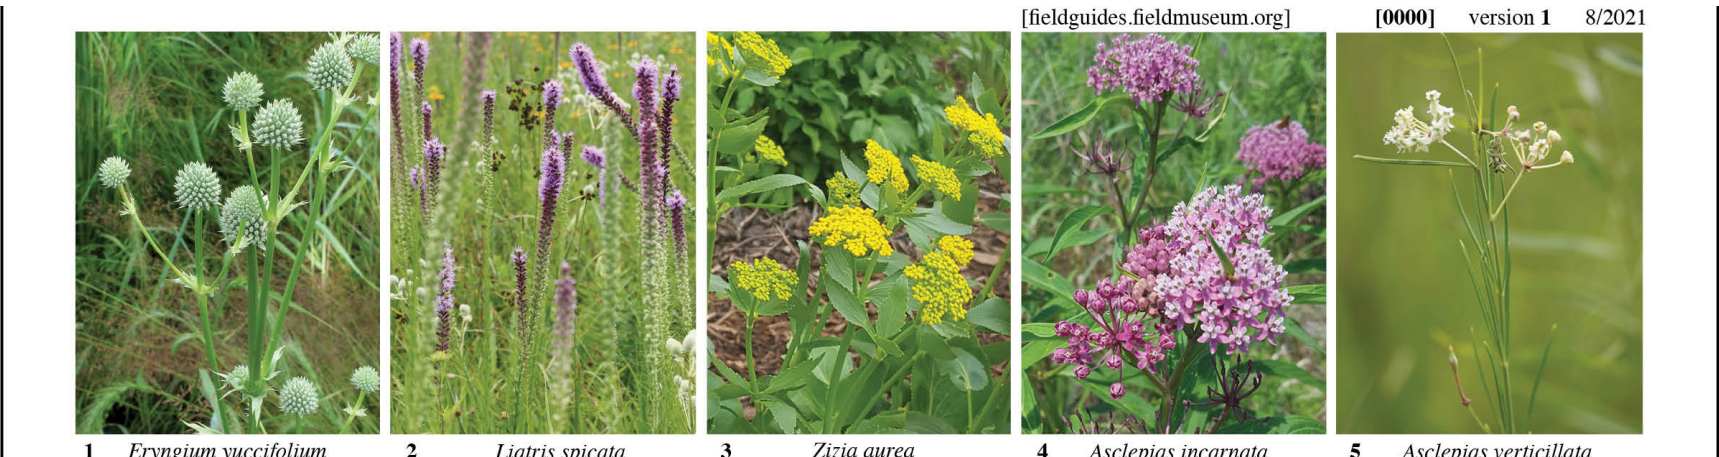 [fieldguides.fieldmuseum.org] [0000] version 1 8/2021
1 Eryngium yuccifolium 2 Liatris spicata 3 Zizia aurea 4 Asclepias incarnata 5 Asclepias verticillata